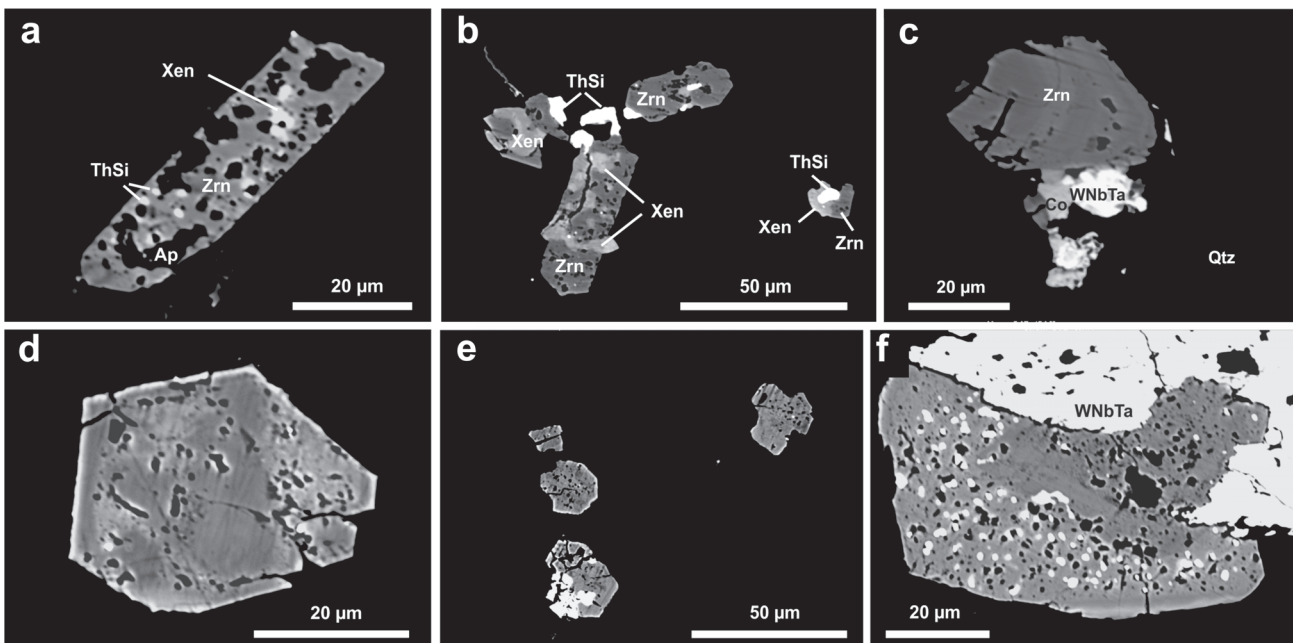 a
Xen
ThSi
Zrn
Ap
20 µm
b
ThSi
Zrn
Xen
ThSi
Xen
Xen
Zrn
Zrn
50 µm
c
Zrn
WNbTa
Co
Qtz
20 µm
d
20 µm
e
50 µm
f
WNbTa
20 µm